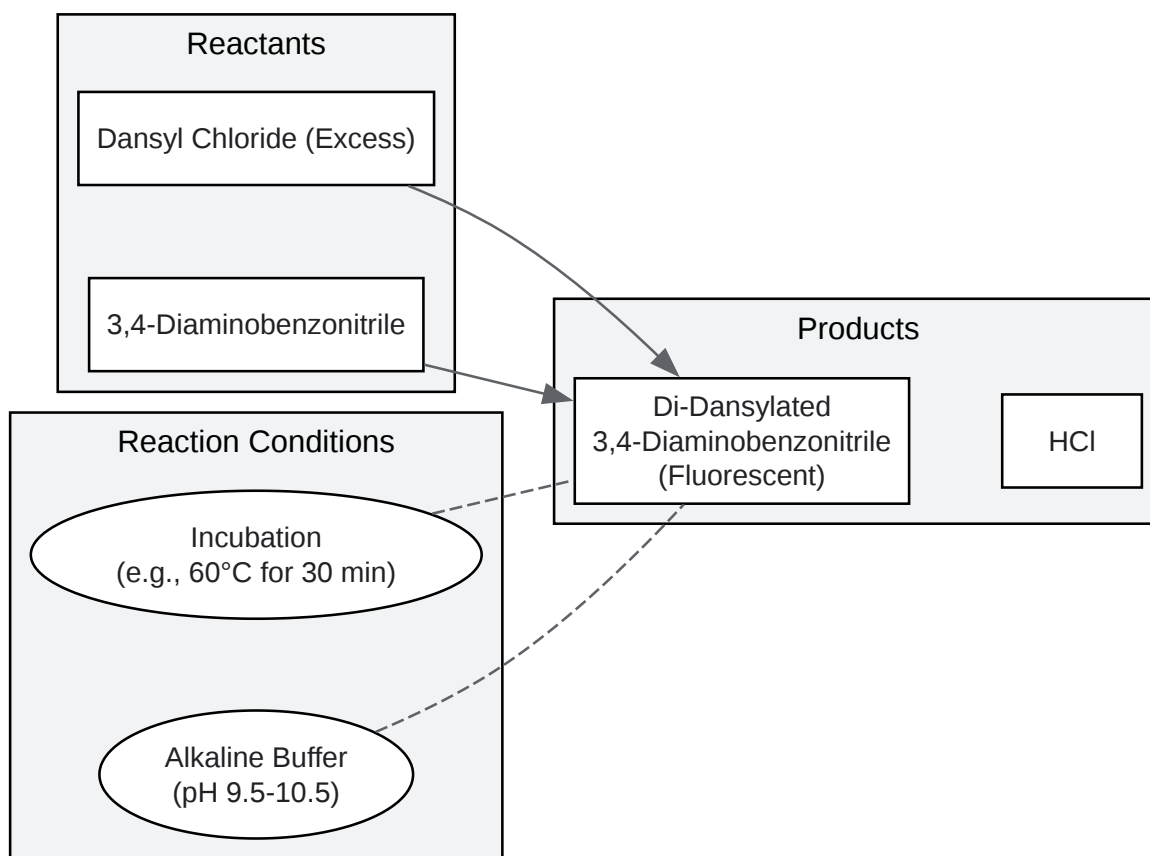 Reactants
Dansyl Chloride (Excess)
3,4-Diaminobenzonitrile
Products
Di-Dansylated
3,4-Diaminobenzonitrile
(Fluorescent)
HCl
Reaction Conditions
Incubation
(e.g., 60°C for 30 min)
Alkaline Buffer
(pH 9.5-10.5)